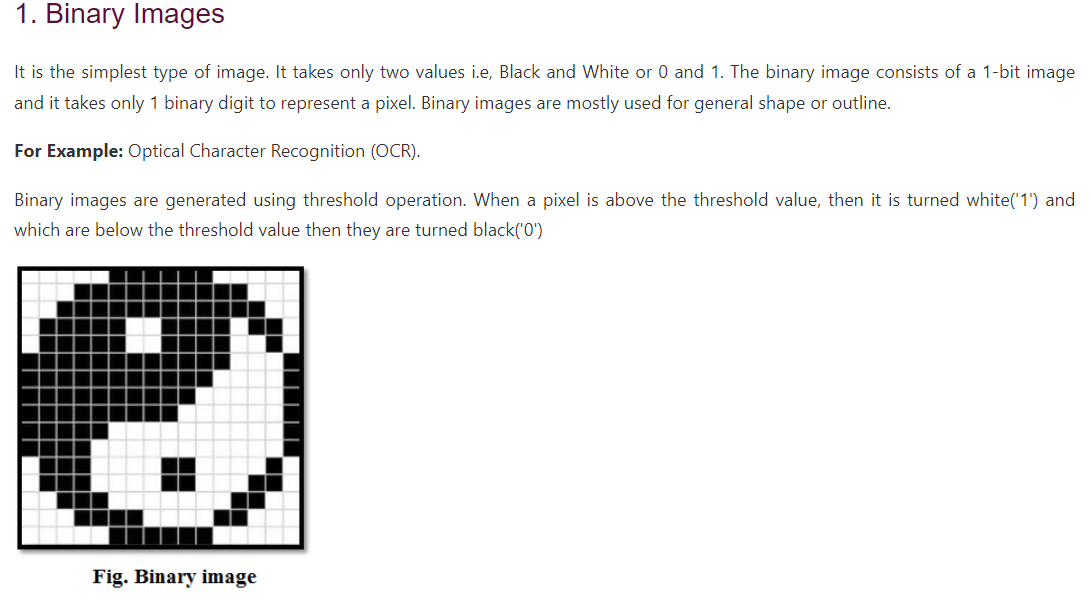 1. Binary Images
It is the simplest type of image. It takes only two values i.e, Black and White or 0 and 1. The binary image consists of a 1-bit image
and it takes only 1 binary digit to represent a pixel. Binary images are mostly used for general shape or outline.
For Example: Optical Character Recognition (OCR).
Binary images are generated using threshold operation. When a pixel is above the threshold value, then it is turned white('1') and
which are below the threshold value then they are turned black('0')
Fig. Binary image